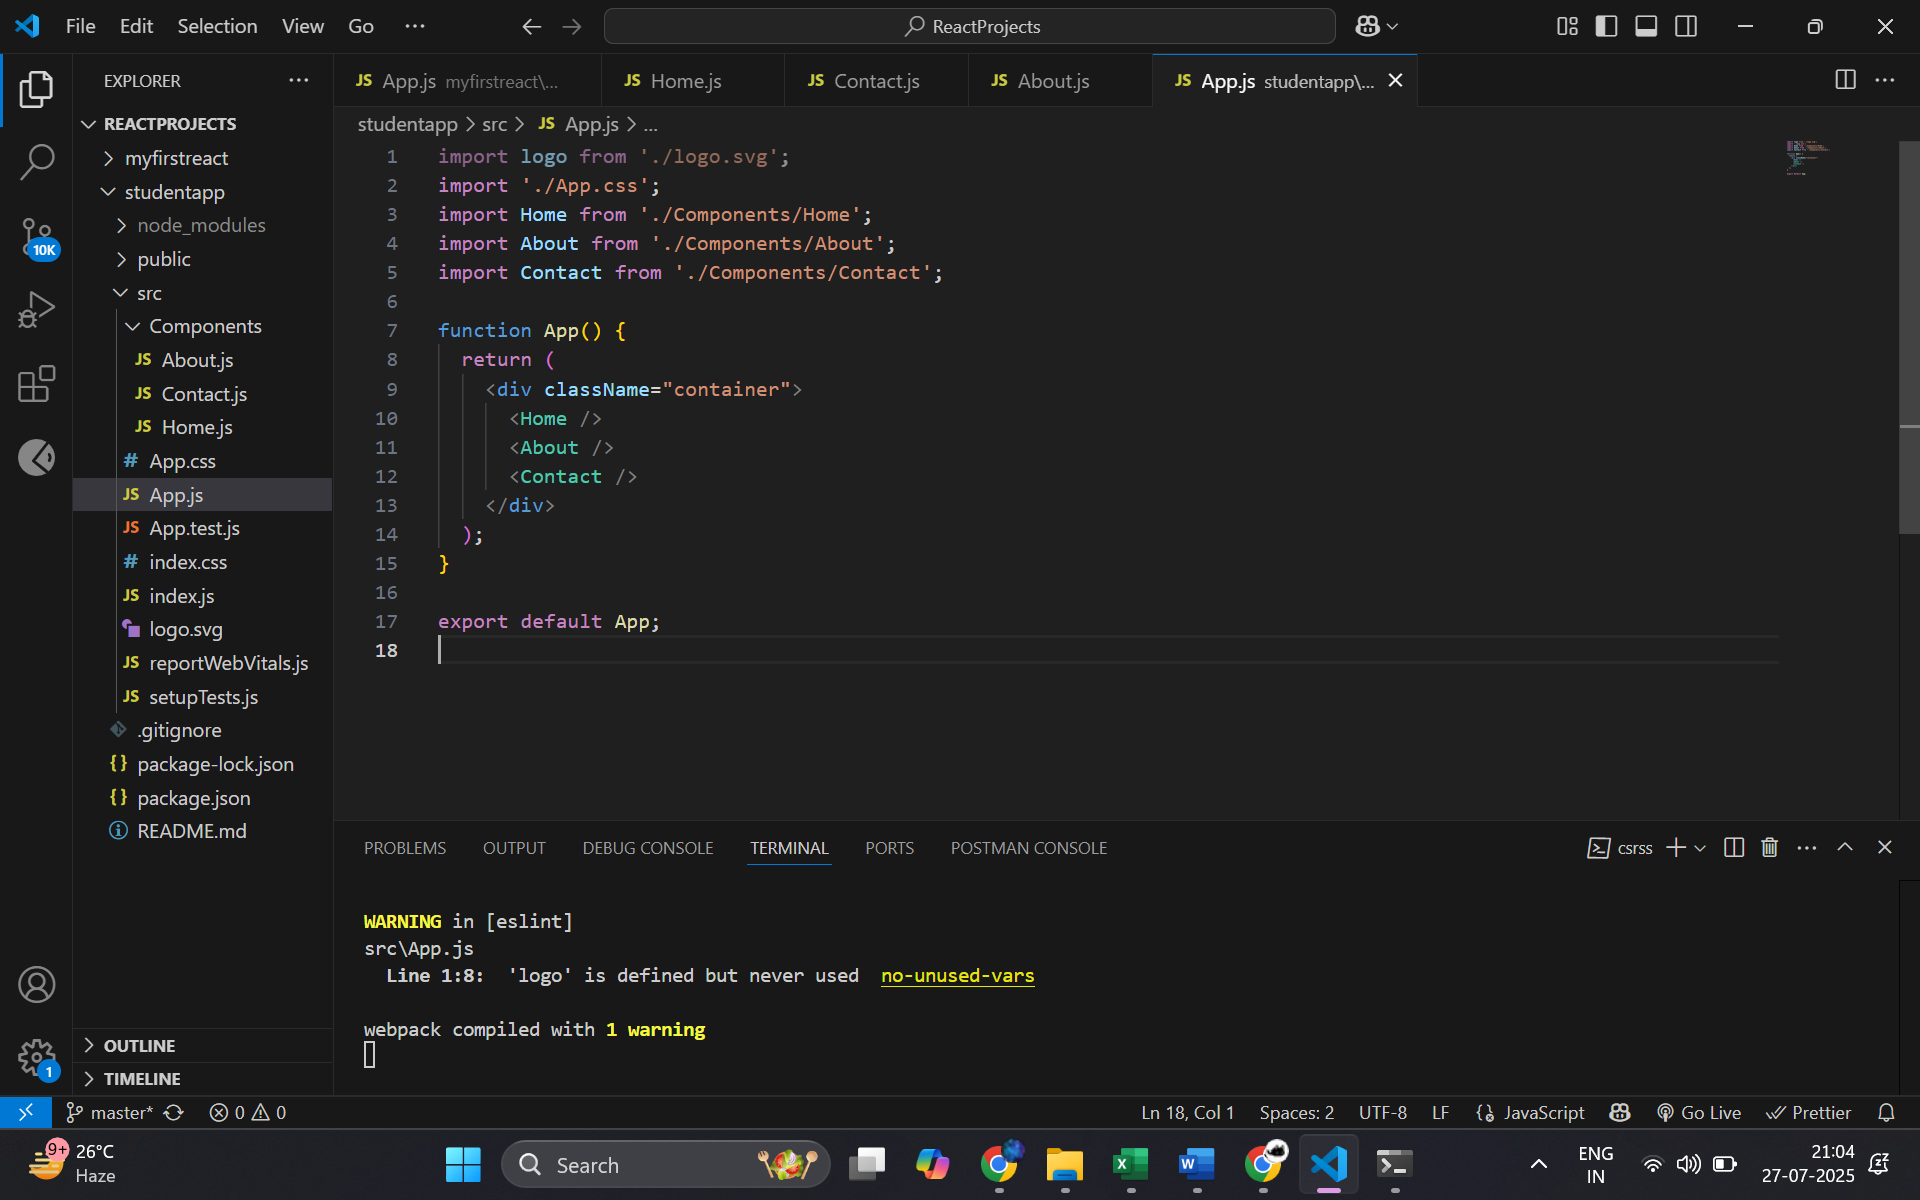 File Edit Selection View Go ··· ReactProjects
EXPLORER ···
REACTPROJECTS
myfirstreact
studentapp
node_modules
public
src
Components
JS About.js
JS Contact.js
JS Home.js
# App.css
JS App.js
JS App.test.js
# index.css
JS index.js
logo.svg
JS reportWebVitals.js
JS setupTests.js
.gitignore
{} package-lock.json
{} package.json
README.md
OUTLINE
TIMELINE
10K
1
JS App.js myfirstreact\... JS Home.js JS Contact.js JS About.js JS App.js studentapp\...
studentapp > src > JS App.js > ...
1 import logo from './logo.svg';
2 import './App.css';
3 import Home from './Components/Home';
4 import About from './Components/About';
5 import Contact from './Components/Contact';
6
7 function App() {
8 return (
9 <div className="container">
10 <Home />
11 <About />
12 <Contact />
13 </div>
14 );
15 }
16
17 export default App;
18
PROBLEMS OUTPUT DEBUG CONSOLE TERMINAL PORTS POSTMAN CONSOLE csrss
WARNING in [eslint]
src\App.js
Line 1:8: 'logo' is defined but never used no-unused-vars
webpack compiled with 1 warning
master* 0 0 Ln 18, Col 1 Spaces: 2 UTF-8 LF JavaScript Go Live Prettier
9+ 26°C
Haze
Search
ENG
IN
21:04
27-07-2025